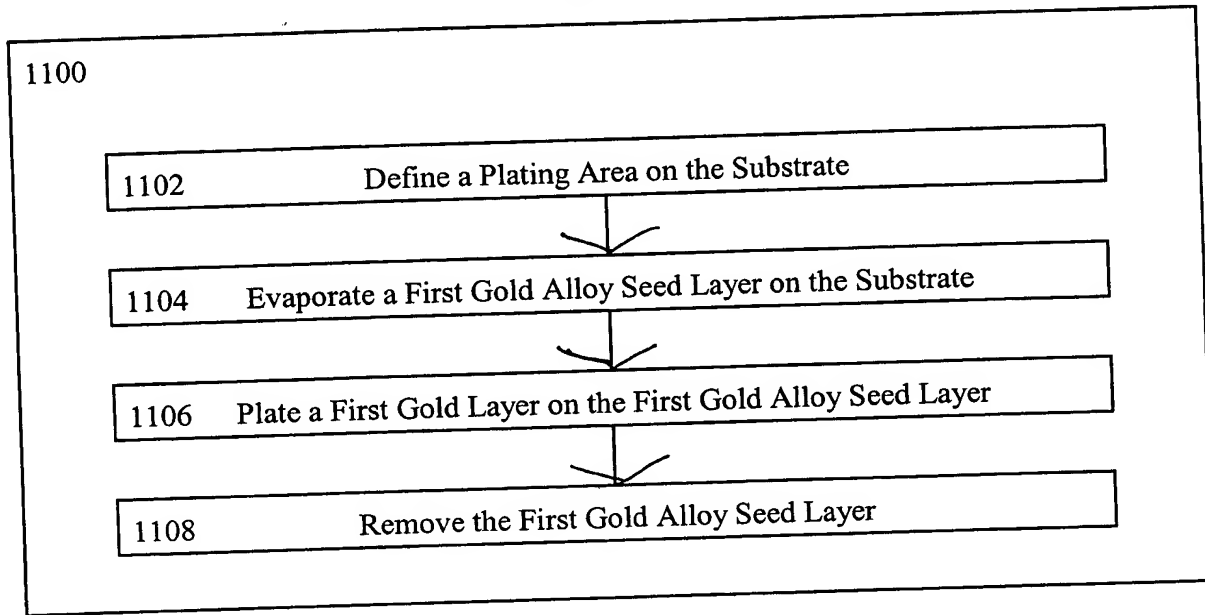 1100
1102 Define a Plating Area on the Substrate
1104 Evaporate a First Gold Alloy Seed Layer on the Substrate
1106 Plate a First Gold Layer on the First Gold Alloy Seed Layer
1108 Remove the First Gold Alloy Seed Layer